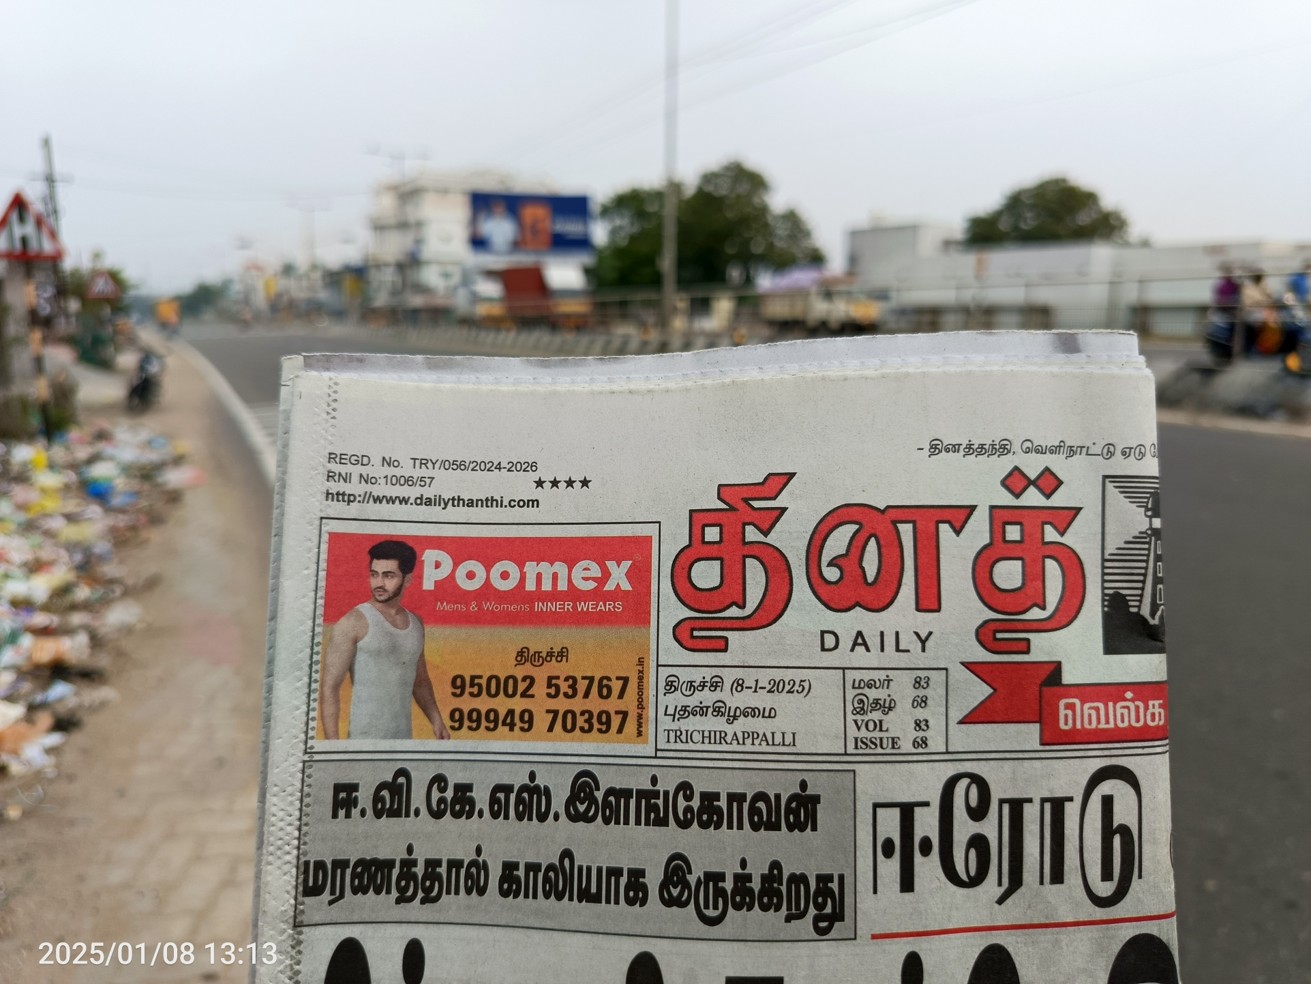 - தினத்தந்தி, வெளிநாட்டு ஏடு
REGD. No. TRY/056/2024-2026
RNI No:1006/57 ★★★★
http://www.dailythanthi.com
தினத்
DAILY
Poomex
Mens & Womens INNER WEARS
திருச்சி
95002 53767
99949 70397
www.poomex.in
திருச்சி (8-1-2025)
புதன்கிழமை
TRICHIRAPPALLI
மலர் 83
இதழ் 68
VOL 83
ISSUE 68
வெல்க
ஈ.வி.கே.எஸ்.இளங்கோவன்
மரணத்தால் காலியாக இருக்கிறது
ஈரோடு
2025/01/08 13:13